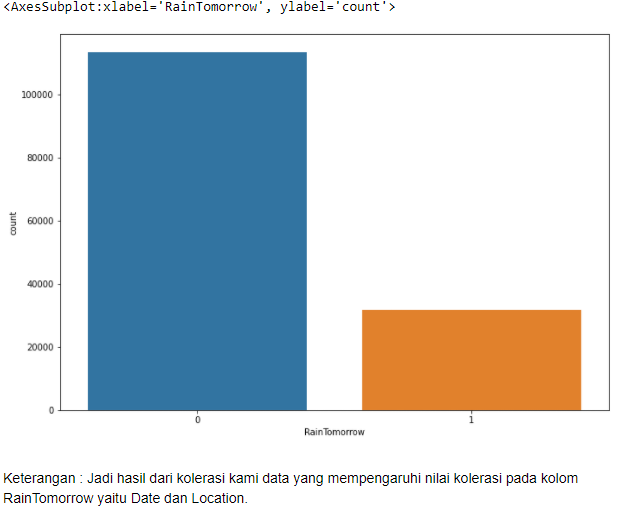 <AxesSubplot:xlabel='RainTomorrow', ylabel='count'>
100000
80000
60000
40000
20000
0
count
0 1
RainTomorrow
Keterangan : Jadi hasil dari kolerasi kami data yang mempengaruhi nilai kolerasi pada kolom
RainTomorrow yaitu Date dan Location.